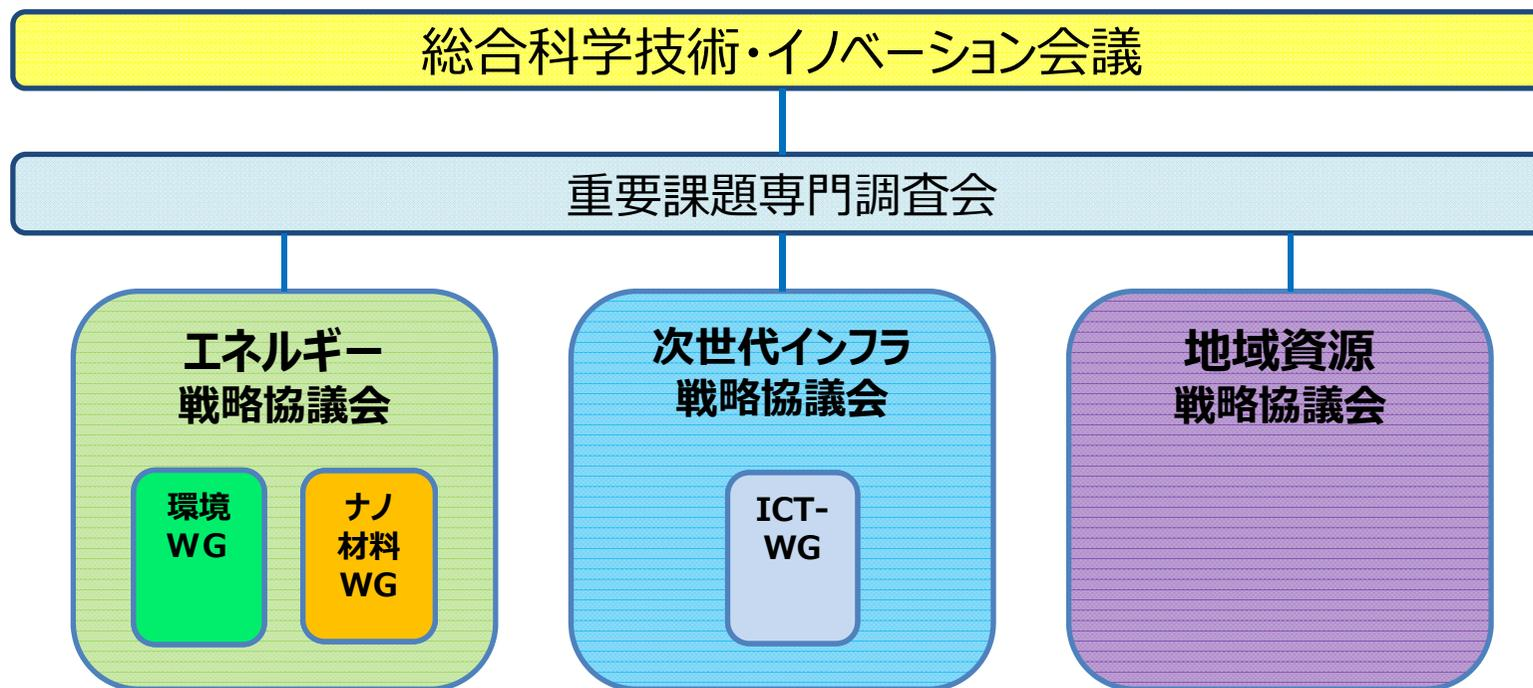 総合科学技術・イノベーション会議
重要課題専門調査会
エネルギー
戦略協議会
環境
WG
ナノ
材料
WG
次世代インフラ
戦略協議会
ICT-
WG
地域資源
戦略協議会